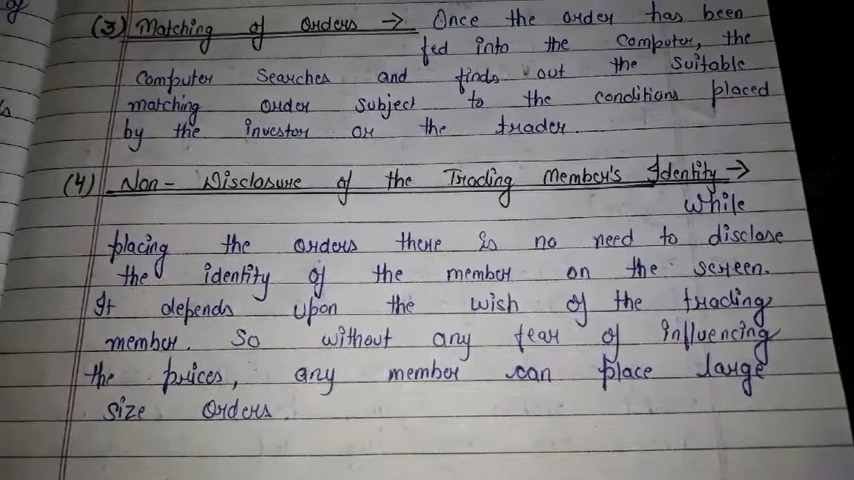 (3) Matching of Orders → Once the order has been
fed into the Computer, the
Computer Searches and finds out the Suitable
matching order subject to the conditions placed
by the investor or the trader.
(4) Non- Disclosure of the Trading Member's Identity →
While
placing the orders there is no need to disclose
the identity of the member on the screen.
It depends upon the wish of the trading
member. So without any fear of influencing
the prices, any member can place large
size orders.